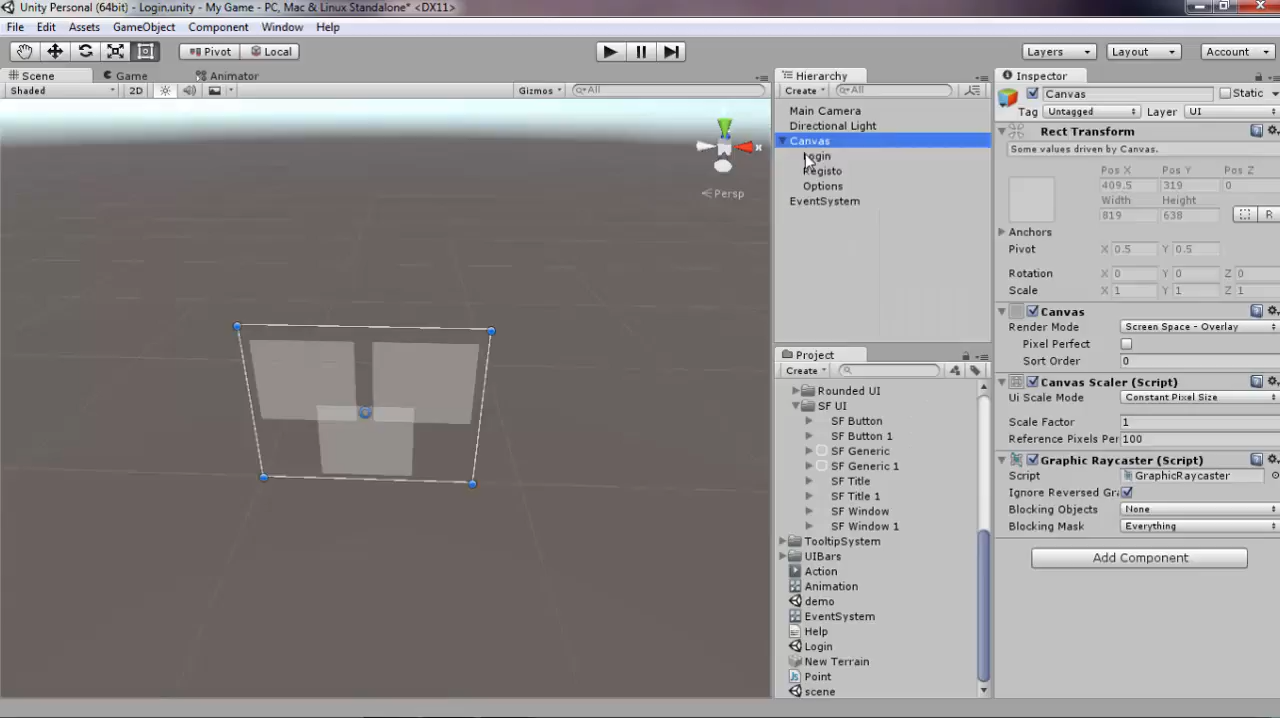 Unity Personal (64bit) - Login.unity - My Game - PC, Mac & Linux Standalone* <DX11>
File Edit Assets GameObject Component Window Help
Pivot Local Layers Layout Account
Scene Game Animator
Shaded 2D Gizmos All
Persp
Hierarchy
Create All
Main Camera
Directional Light
Canvas
Login
Registo
Options
EventSystem
Project
Create
Rounded UI
SF UI
SF Button
SF Button 1
SF Generic
SF Generic 1
SF Title
SF Title 1
SF Window
SF Window 1
TooltipSystem
UIBars
Action
Animation
demo
EventSystem
Help
Login
New Terrain
Point
scene
Inspector
Canvas Static
Tag Untagged Layer UI
Rect Transform
Some values driven by Canvas.
Pos X Pos Y Pos Z
409.5 319 0
Width Height
819 638 R
Anchors
Pivot X 0.5 Y 0.5
Rotation X 0 Y 0 Z 0
Scale X 1 Y 1 Z 1
Canvas
Render Mode Screen Space - Overlay
Pixel Perfect
Sort Order 0
Canvas Scaler (Script)
Ui Scale Mode Constant Pixel Size
Scale Factor 1
Reference Pixels Per 100
Graphic Raycaster (Script)
Script GraphicRaycaster
Ignore Reversed Gra
Blocking Objects None
Blocking Mask Everything
Add Component